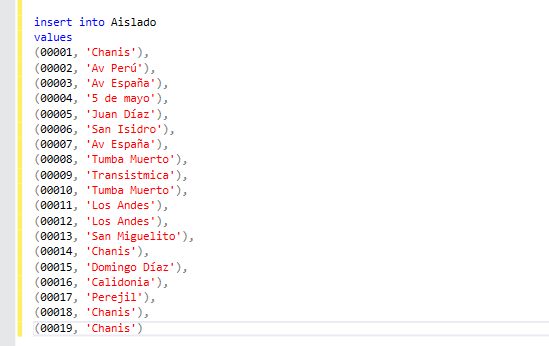 insert into Aislado
values
(00001, 'Chanis'),
(00002, 'Av Perú'),
(00003, 'Av España'),
(00004, '5 de mayo'),
(00005, 'Juan Díaz'),
(00006, 'San Isidro'),
(00007, 'Av España'),
(00008, 'Tumba Muerto'),
(00009, 'Transistmica'),
(00010, 'Tumba Muerto'),
(00011, 'Los Andes'),
(00012, 'Los Andes'),
(00013, 'San Miguelito'),
(00014, 'Chanis'),
(00015, 'Domingo Díaz'),
(00016, 'Calidonia'),
(00017, 'Perejil'),
(00018, 'Chanis'),
(00019, 'Chanis')